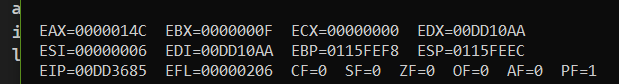 a
i
l
EAX=0000014C EBX=0000000F ECX=00000000 EDX=00DD10AA
ESI=00000006 EDI=00DD10AA EBP=0115FEF8 ESP=0115FEEC
EIP=00DD3685 EFL=00000206 CF=0 SF=0 ZF=0 OF=0 AF=0 PF=1